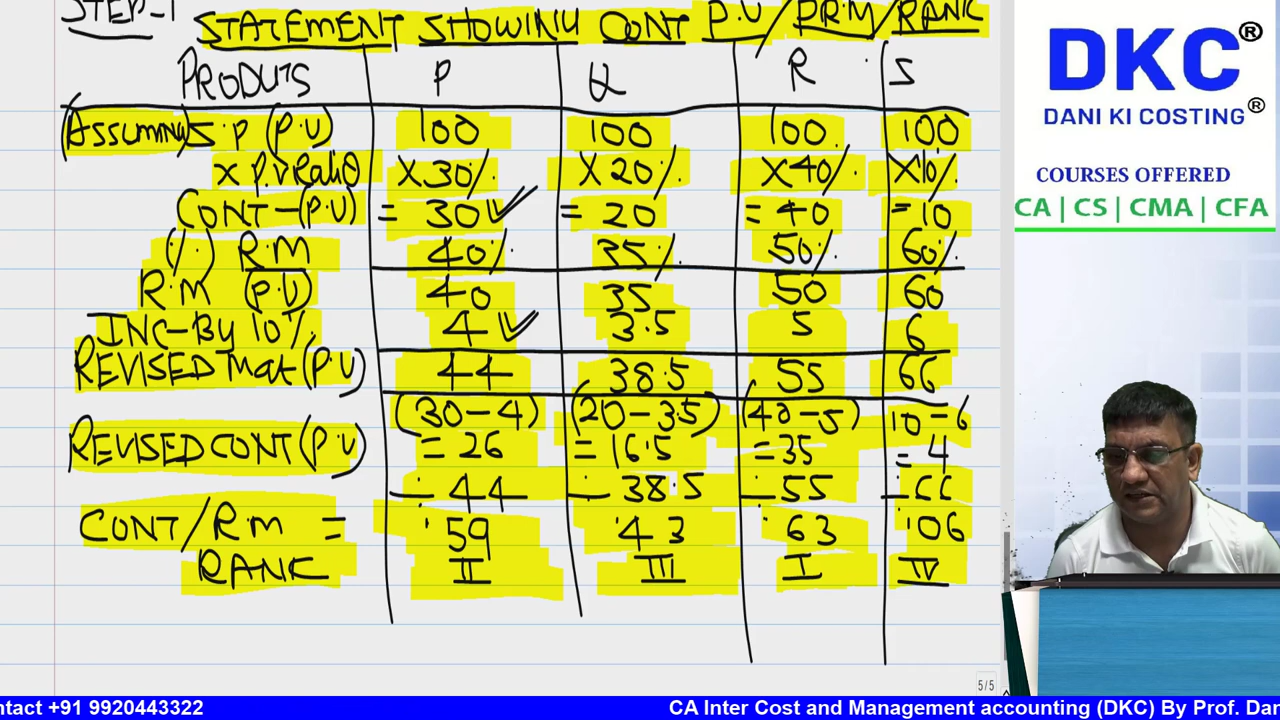 STEP-1
STATEMENT SHOWING CONT P.U / P.R.M / RANK
PRODUTS P Q R S
(ASSUMING) S.P (P.U) 100 100 100 100
X P.V Ratio X 30% X 20% X 40% X 10%
CONT-(P.U) = 30 = 20 = 40 = 10
(%) R.M 40% 35% 50% 60%
R.M (P.U) 40 35 50 60
INC-By 10% 4 3.5 5 6
REVISED Mat (P.U) 44 38.5 55 66
(30-4) (20-3.5) (40-5) 10-6
REVISED CONT (P.U) = 26 = 16.5 = 35 = 4
÷ 44 ÷ 38.5 ÷ 55 ÷ 66
CONT/R.M = .59 .43 .63 .06
RANK II III I IV
DKC®
DANI KI COSTING®
COURSES OFFERED
CA | CS | CMA | CFA
5/5
ntact +91 9920443322 CA Inter Cost and Management accounting (DKC) By Prof. Dan